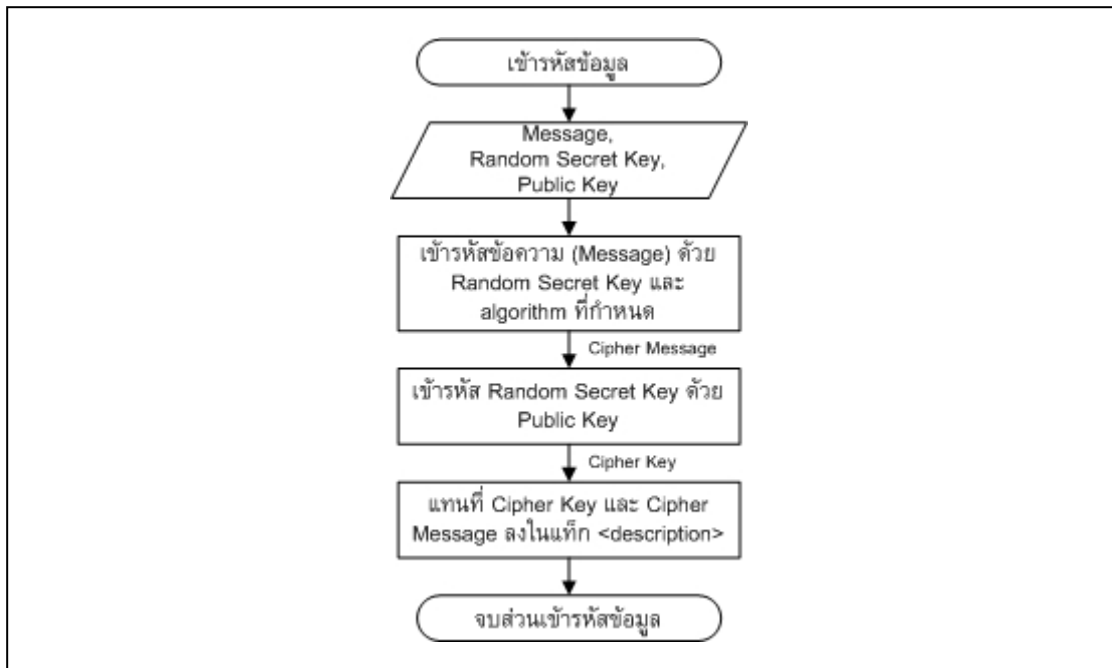 เข้ารหัสข้อมูล
Message,
Random Secret Key,
Public Key
เข้ารหัสข้อความ (Message) ด้วย
Random Secret Key และ
algorithm ที่กำหนด
Cipher Message
เข้ารหัส Random Secret Key ด้วย
Public Key
Cipher Key
แทนที่ Cipher Key และ Cipher
Message ลงในแท็ก <description>
จบส่วนเข้ารหัสข้อมูล